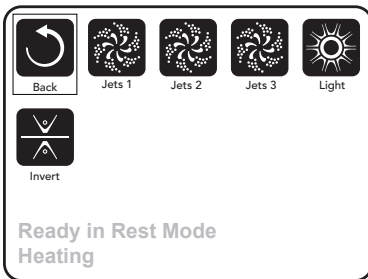 Back Jets 1 Jets 2 Jets 3 Light
Invert
Ready in Rest Mode
Heating